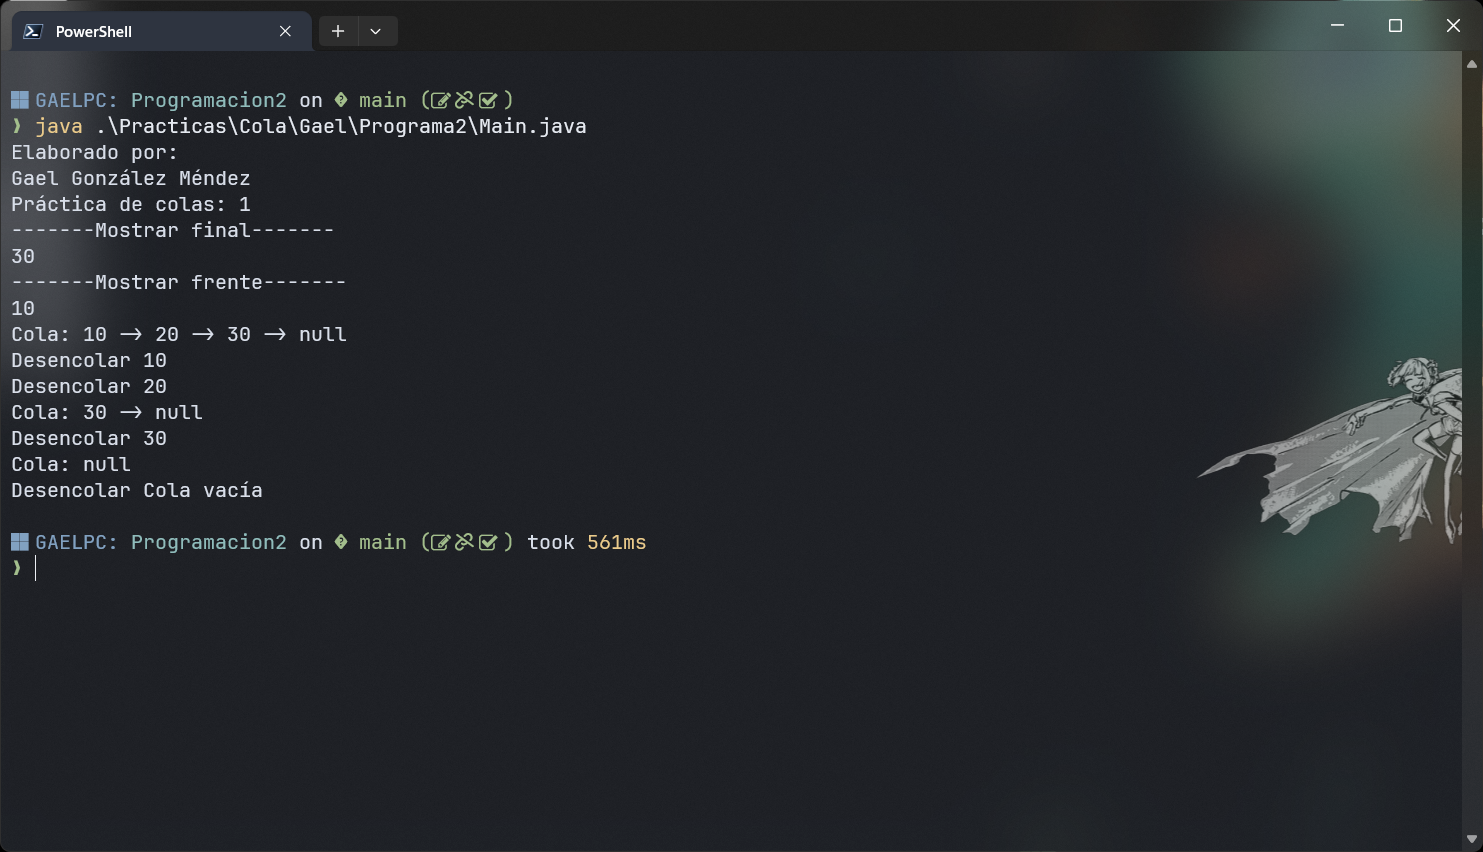 PowerShell
GAELPC: Programacion2 on main ()
❯ java .\Practicas\Cola\Gael\Programa2\Main.java
Elaborado por:
Gael González Méndez
Práctica de colas: 1
-------Mostrar final-------
30
-------Mostrar frente-------
10
Cola: 10 -> 20 -> 30 -> null
Desencolar 10
Desencolar 20
Cola: 30 -> null
Desencolar 30
Cola: null
Desencolar Cola vacía
GAELPC: Programacion2 on main () took 561ms
❯